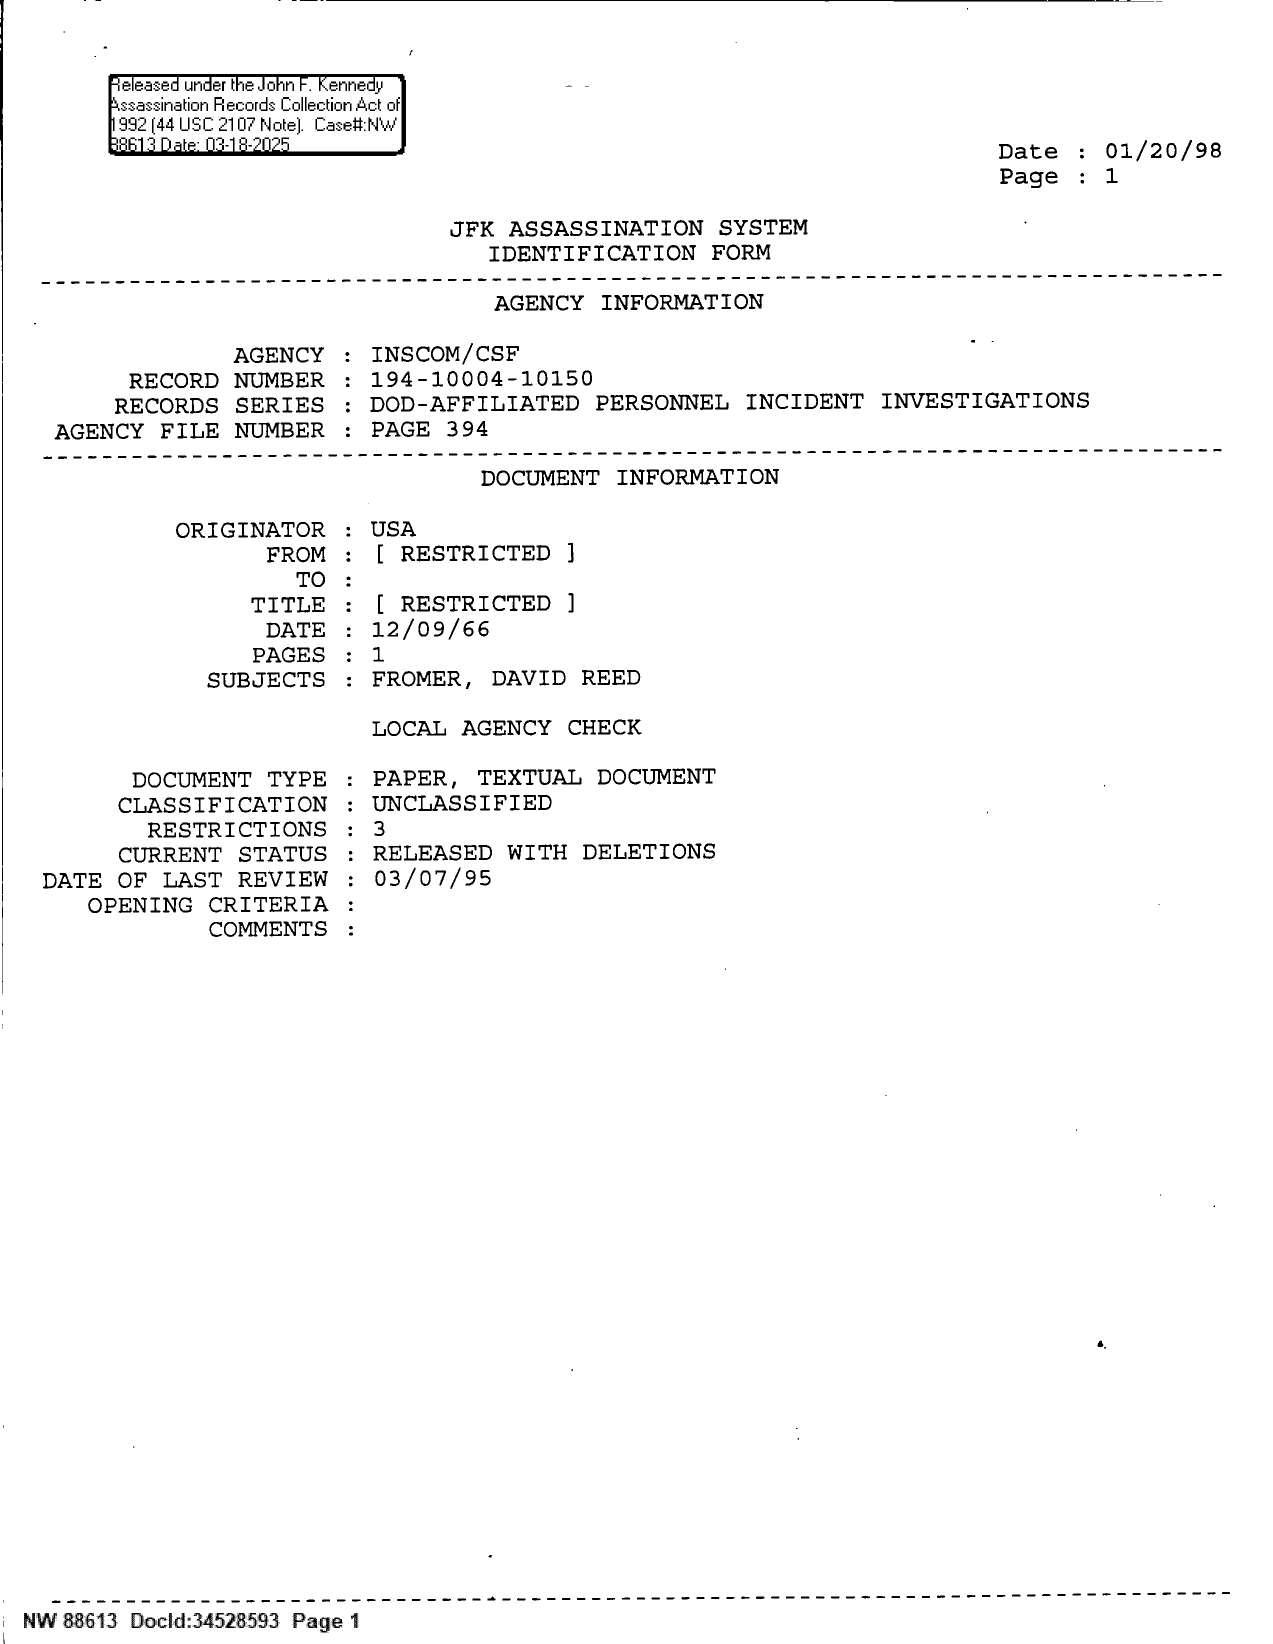 Released under the John F. Kennedy
Assassination Records Collection Act of
1992 (44 USC 2107 Note). Case#:NW
88613 Date: 03-18-2025
Date : 01/20/98
Page : 1
JFK ASSASSINATION SYSTEM
IDENTIFICATION FORM
AGENCY INFORMATION
AGENCY : INSCOM/CSF
RECORD NUMBER : 194-10004-10150
RECORDS SERIES : DOD-AFFILIATED PERSONNEL INCIDENT INVESTIGATIONS
AGENCY FILE NUMBER : PAGE 394
DOCUMENT INFORMATION
ORIGINATOR : USA
FROM : [ RESTRICTED ]
TO :
TITLE : [ RESTRICTED ]
DATE : 12/09/66
PAGES : 1
SUBJECTS : FROMER, DAVID REED
LOCAL AGENCY CHECK
DOCUMENT TYPE : PAPER, TEXTUAL DOCUMENT
CLASSIFICATION : UNCLASSIFIED
RESTRICTIONS : 3
CURRENT STATUS : RELEASED WITH DELETIONS
DATE OF LAST REVIEW : 03/07/95
OPENING CRITERIA :
COMMENTS :
NW 88613 DocId:34528593 Page 1